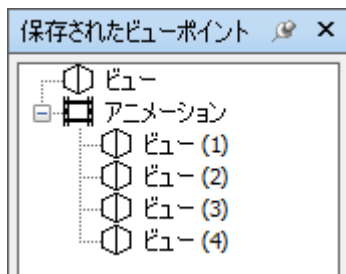 保存されたビューポイント
ビュー
アニメーション
ビュー (1)
ビュー (2)
ビュー (3)
ビュー (4)